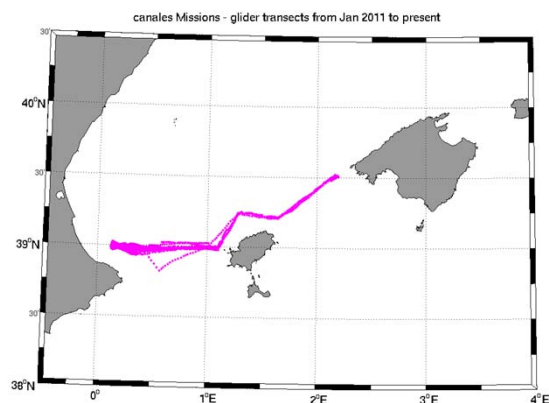 canales Missions - glider transects from Jan 2011 to present
30'
40°N
30'
39°N
30'
38°N
0°
1°E
2°E
3°E
4°E